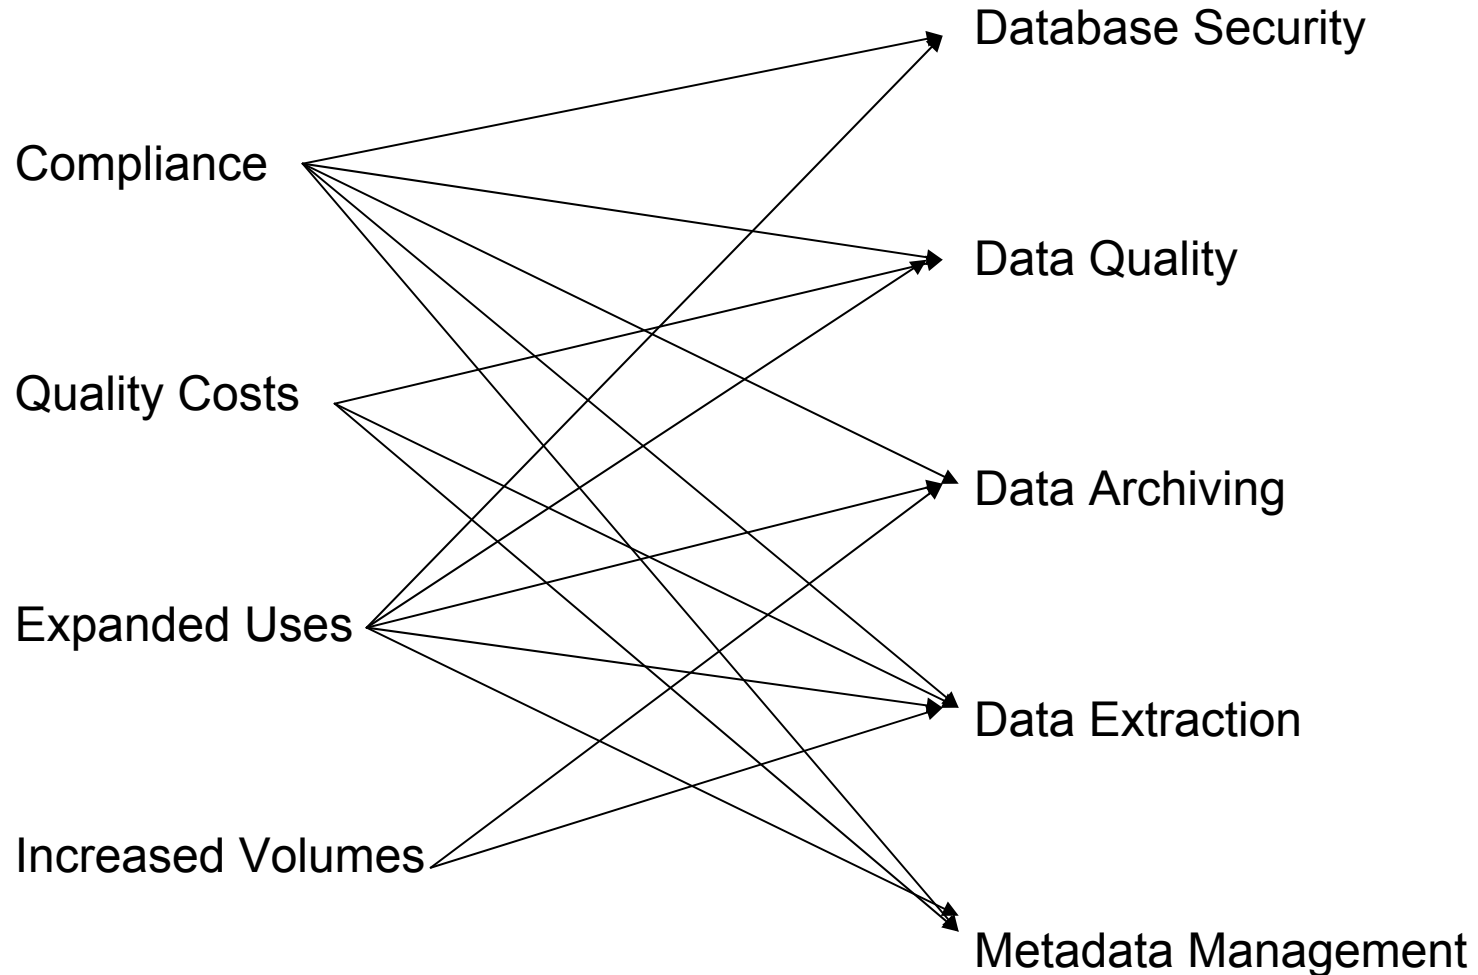 Database Security
Compliance
Data Quality
Quality Costs
Data Archiving
Expanded Uses
Data Extraction
Increased Volumes
Metadata Management